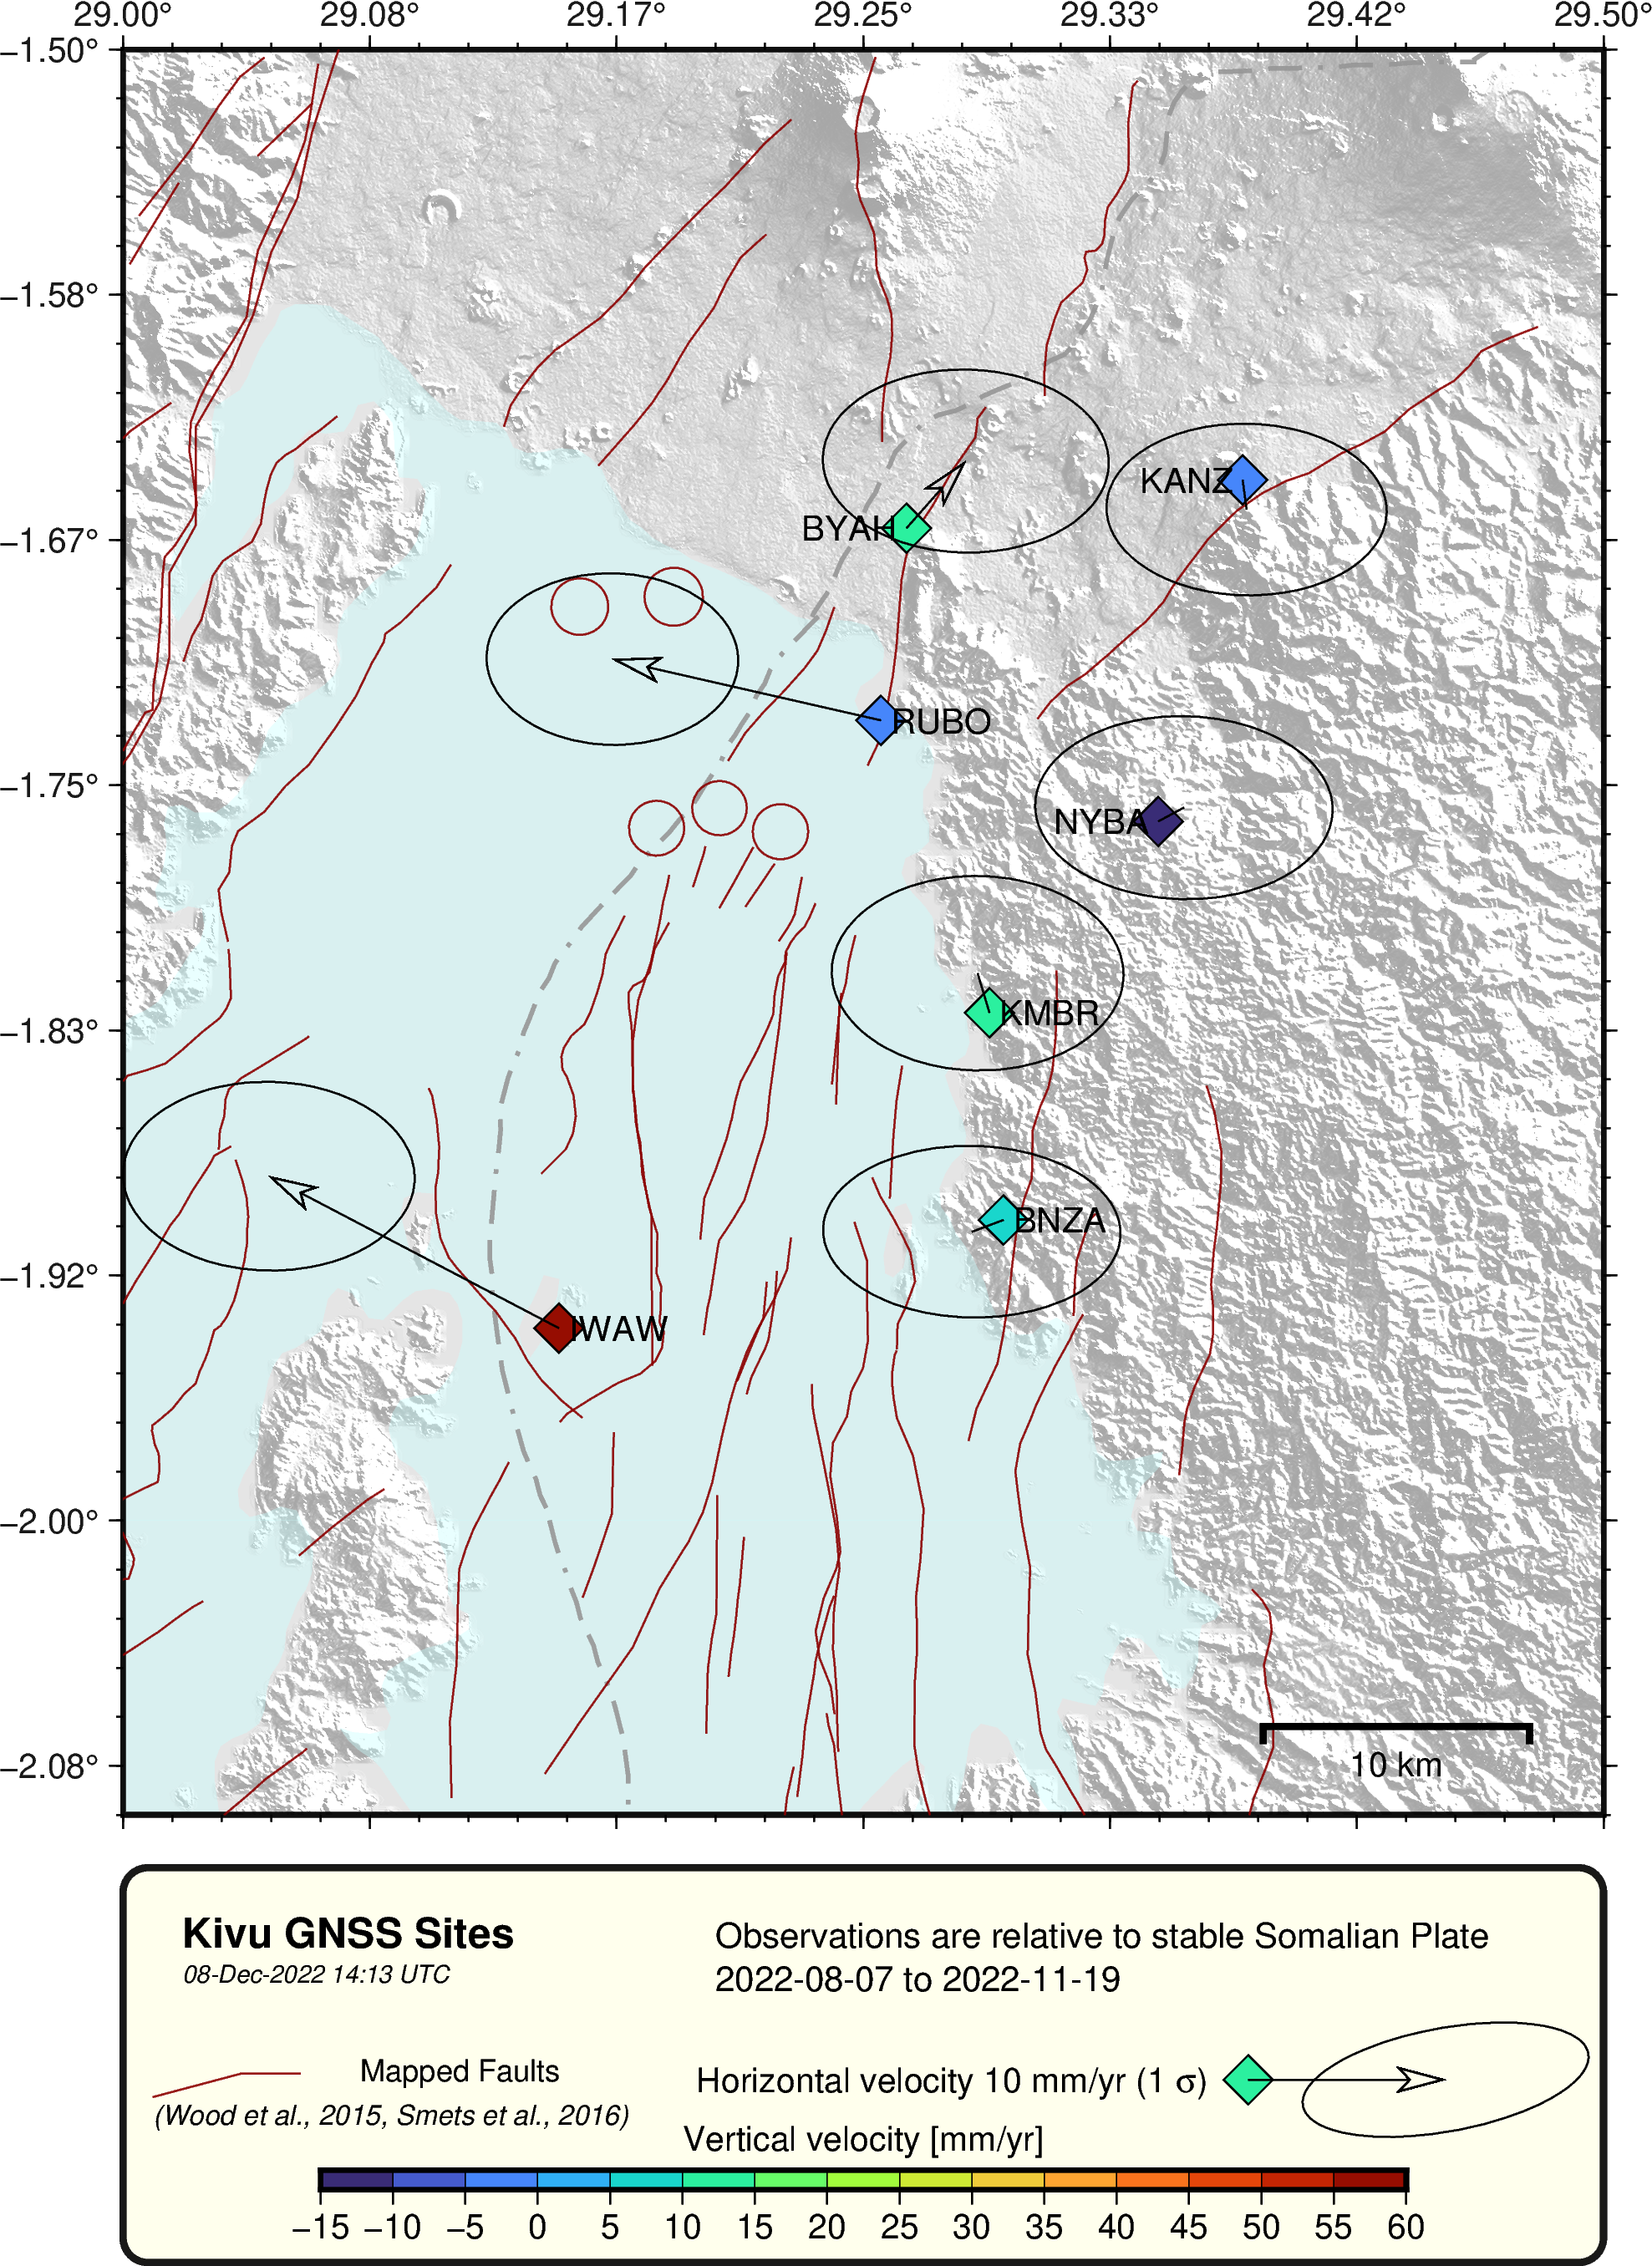 29.00° 29.08° 29.17° 29.25° 29.33° 29.42° 29.50°
−1.50°
−1.58°
KANZ
BYAH
−1.67°
RUBO
−1.75°
NYBA
KMBR
−1.83°
BNZA
−1.92°
IWAW
−2.00°
10 km
−2.08°
Kivu GNSS Sites
08-Dec-2022 14:13 UTC
Observations are relative to stable Somalian Plate
2022-08-07 to 2022-11-19
Mapped Faults
(Wood et al., 2015, Smets et al., 2016)
Horizontal velocity 10 mm/yr (1 σ)
Vertical velocity [mm/yr]
−15 −10 −5 0 5 10 15 20 25 30 35 40 45 50 55 60